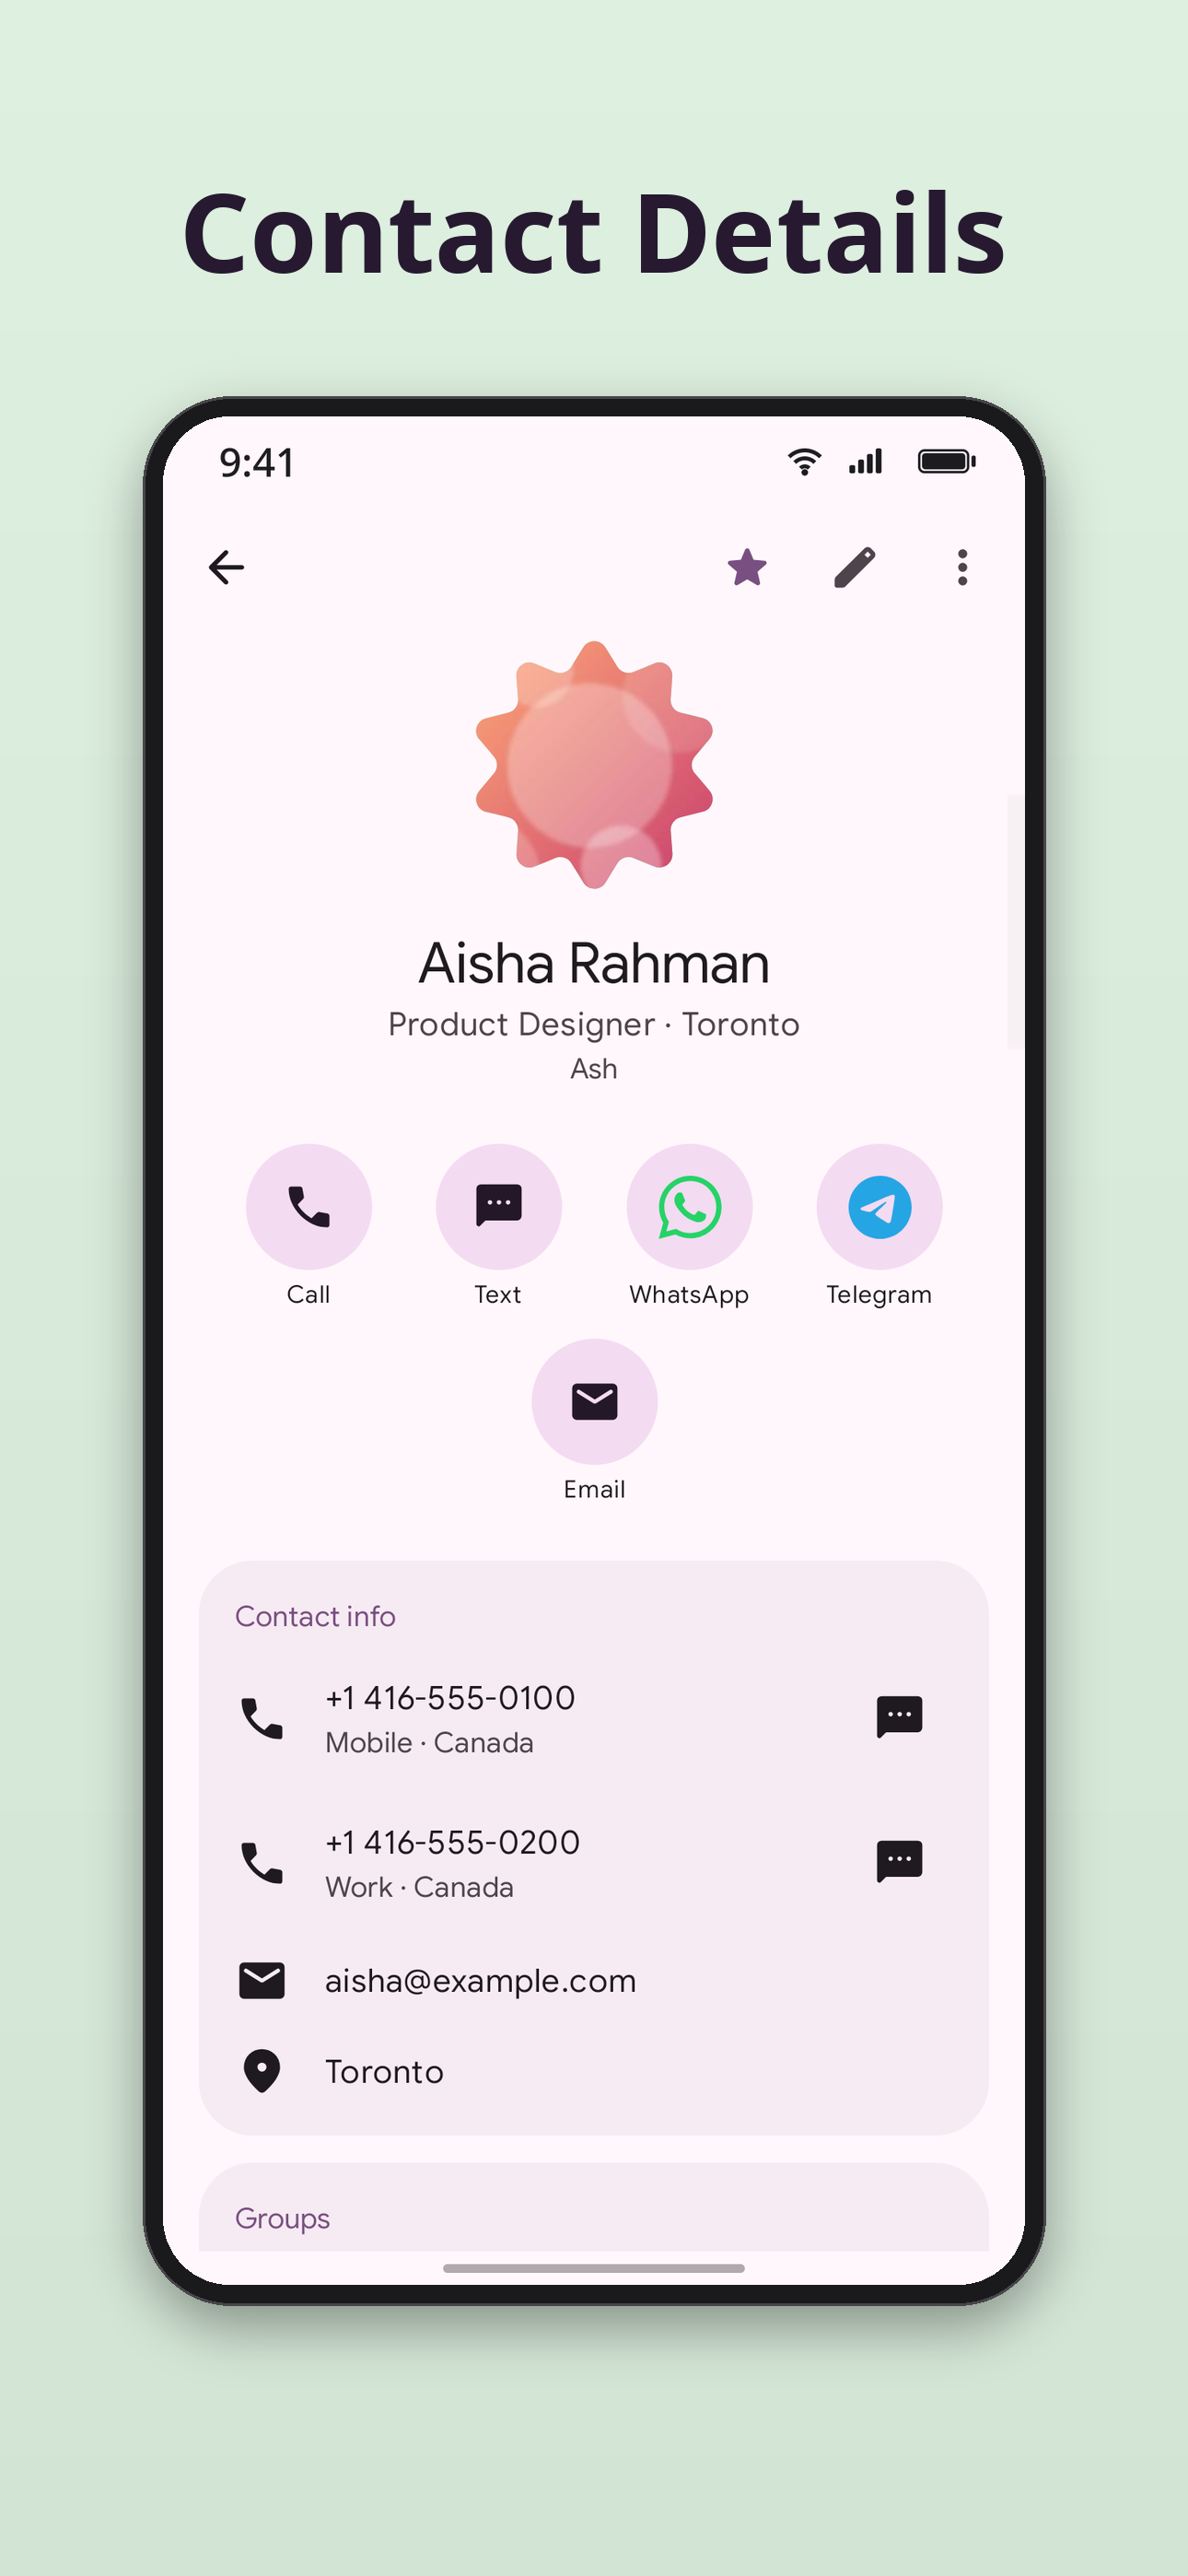 Contact Details
9:41
Aisha Rahman
Product Designer · Toronto
Ash
Call Text WhatsApp Telegram
Email
Contact info
+1 416-555-0100
Mobile · Canada
+1 416-555-0200
Work · Canada
aisha@example.com
Toronto
Groups